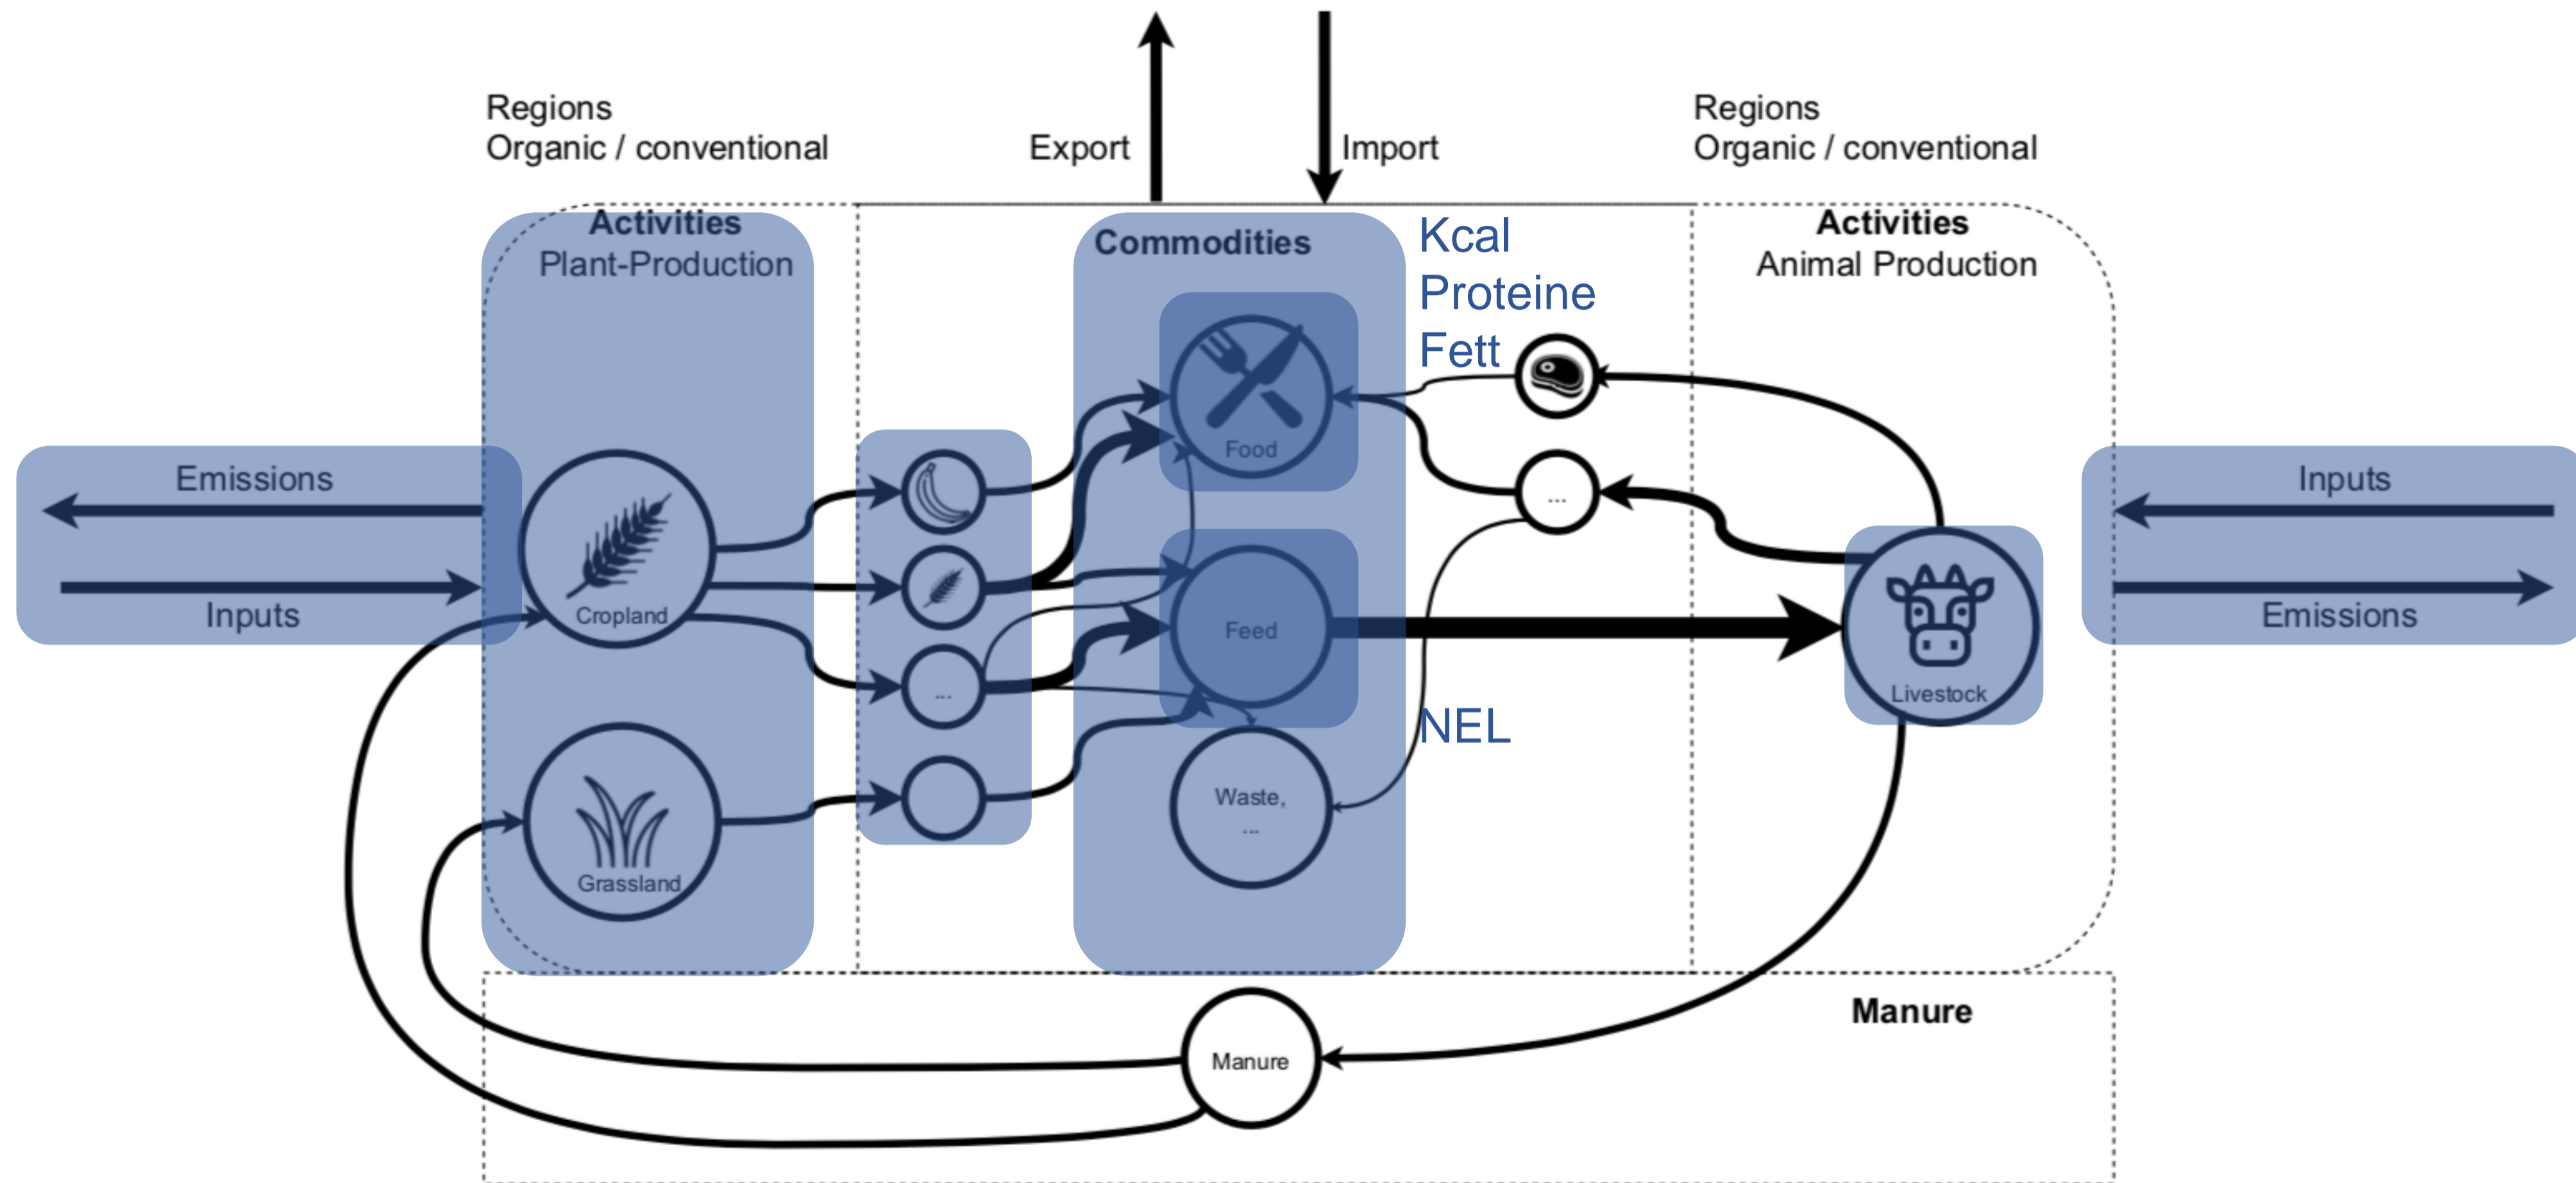 Regions
Organic / conventional
Export
Import
Regions
Organic / conventional
Activities
Plant-Production
Commodities
Kcal
Proteine
Fett
Activities
Animal Production
Emissions
Inputs
Cropland
Grassland
...
Food
Feed
Waste,
...
...
NEL
Livestock
Inputs
Emissions
Manure
Manure